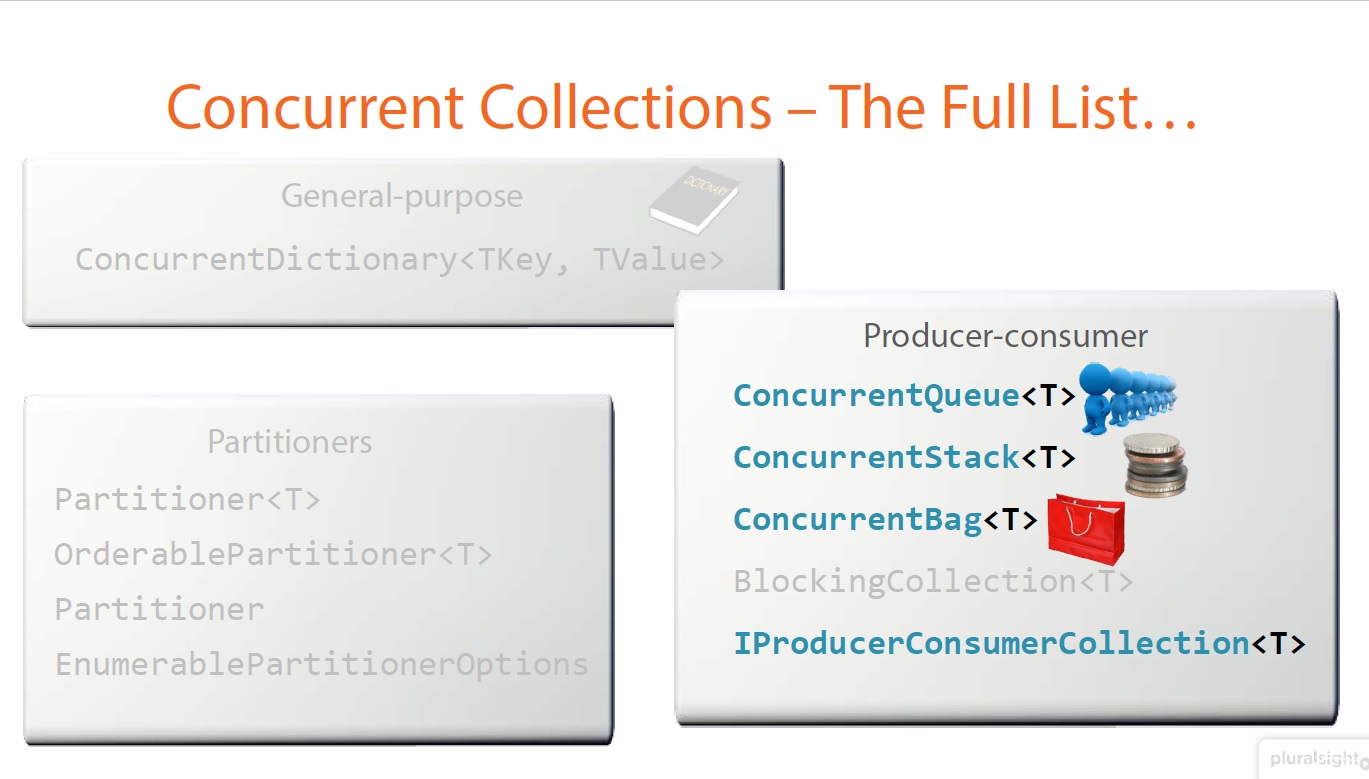 Concurrent Collections – The Full List…
General-purpose
DICTIONARY
ConcurrentDictionary<TKey, TValue>
Producer-consumer
ConcurrentQueue<T>
ConcurrentStack<T>
ConcurrentBag<T>
BlockingCollection<T>
IProducerConsumerCollection<T>
Partitioners
Partitioner<T>
OrderablePartitioner<T>
Partitioner
EnumerablePartitionerOptions
pluralsight